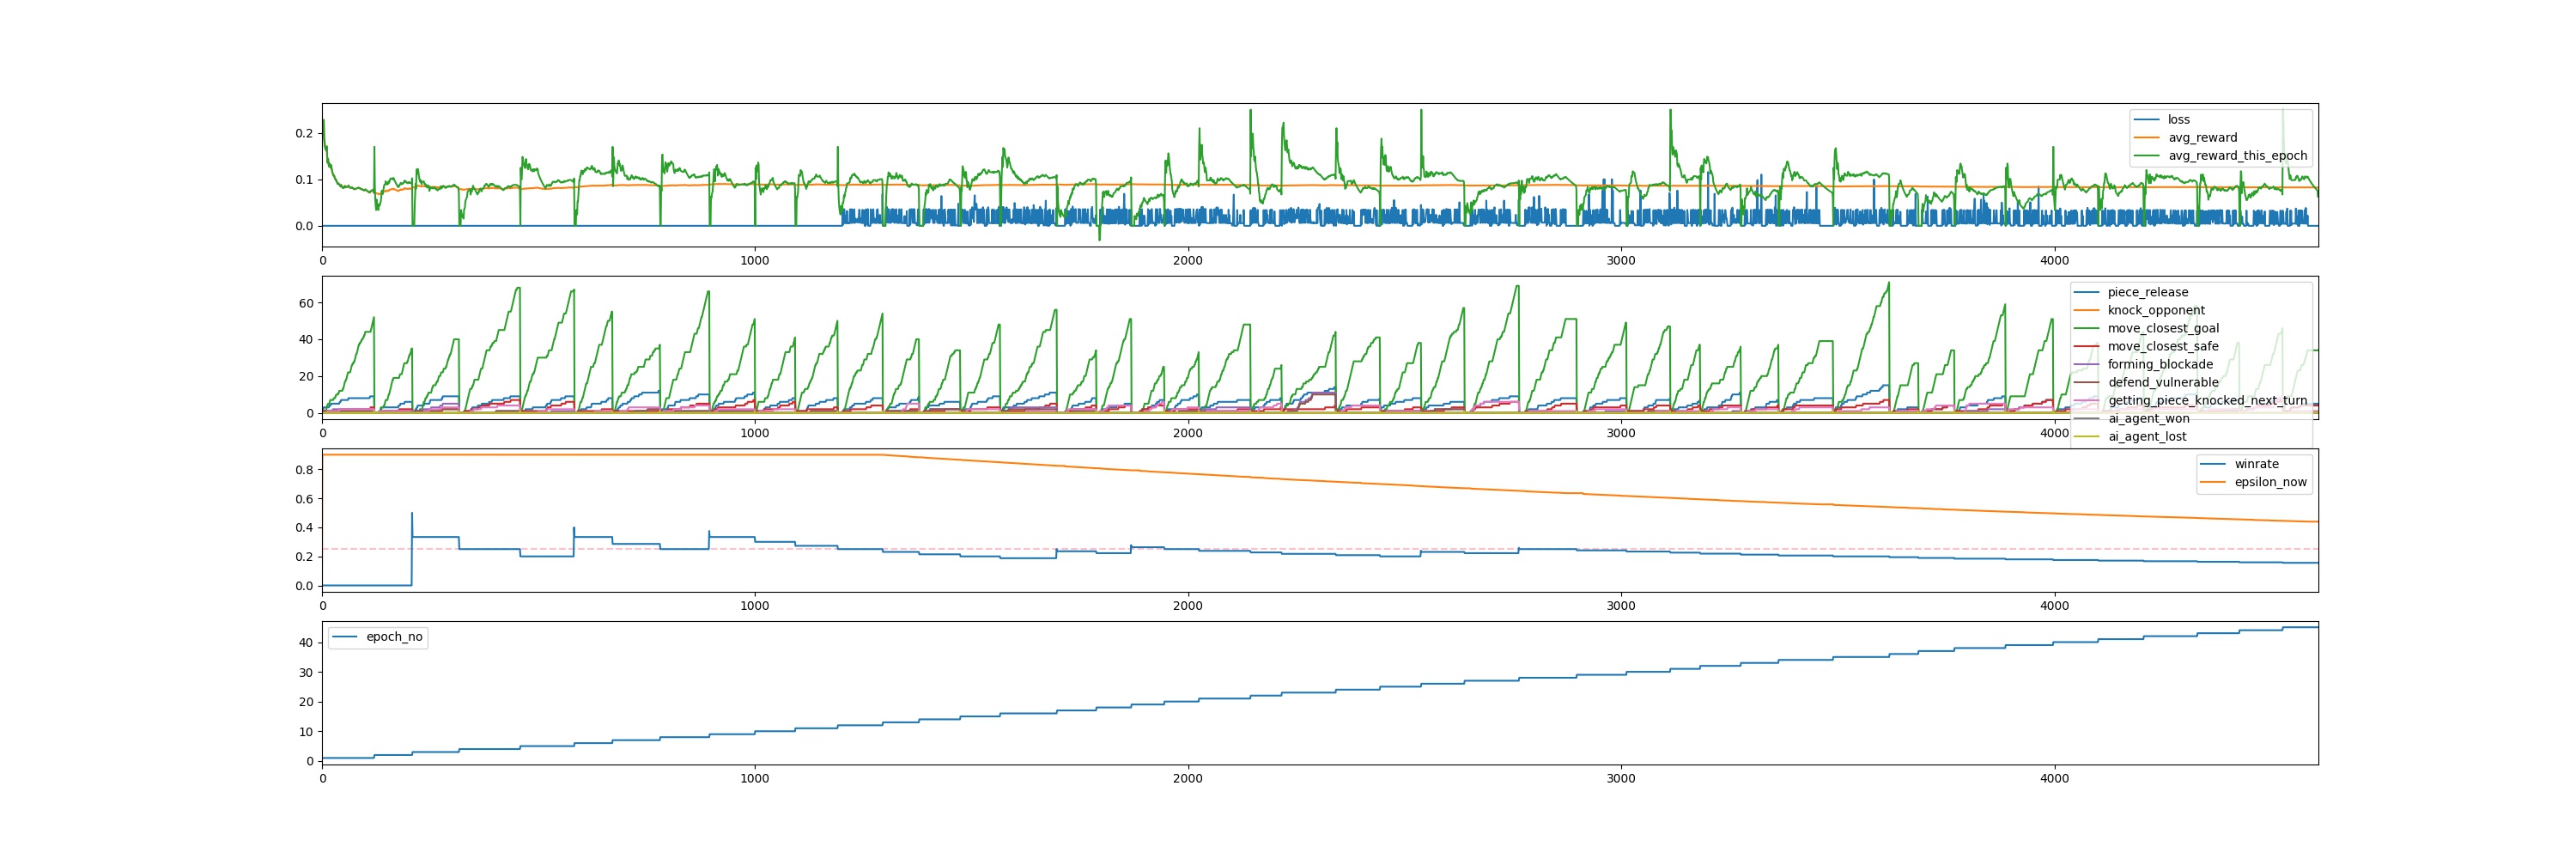 0.2
0.1
0.0
loss
avg_reward
avg_reward_this_epoch
0 1000 2000 3000 4000
60
40
20
0
piece_release
knock_opponent
move_closest_goal
move_closest_safe
forming_blockade
defend_vulnerable
getting_piece_knocked_next_turn
ai_agent_won
ai_agent_lost
0 1000 2000 3000 4000
0.8
0.6
0.4
0.2
0.0
winrate
epsilon_now
0 1000 2000 3000 4000
epoch_no
40
30
20
10
0
0 1000 2000 3000 4000